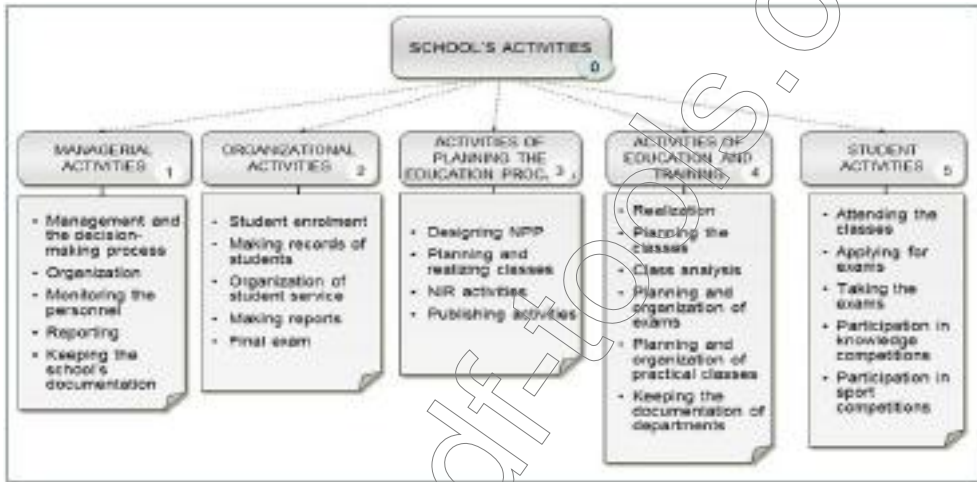 SCHOOL'S ACTIVITIES
0
MANAGERIAL
ACTIVITIES 1
• Management and
the decision-
making process
• Organization
• Monitoring the
personnel
• Reporting
• Keeping the
school's
documentation
ORGANIZATIONAL
ACTIVITIES 2
• Student enrolment
• Making records of
students
• Organization of
student service
• Making reports
• Final exam
ACTIVITIES OF
PLANNING THE
EDUCATION PROC. 3
• Designing NPP
• Planning and
realizing classes
• NIR activities
• Publishing activities
ACTIVITIES OF
EDUCATION AND
TRAINING 4
• Realization
• Planning the
classes
• Class analysis
• Planning and
organization of
exams
• Planning and
organization of
practical classes
• Keeping the
documentation of
departments
STUDENT
ACTIVITIES 5
• Attending the
classes
• Applying for
exams
• Taking the
exams
• Participation in
knowledge
competitions
• Participation in
sport
competitions
df-tools.o